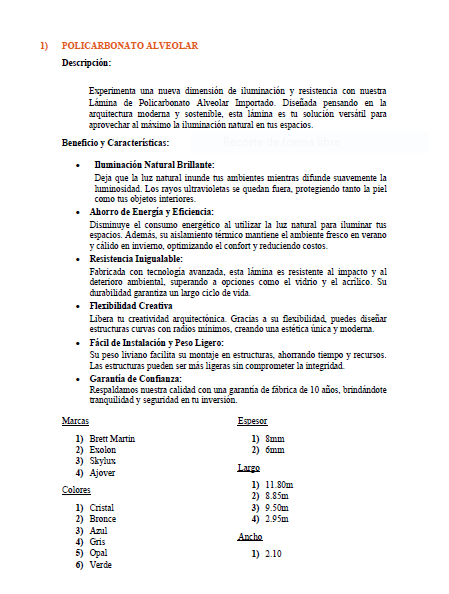 1) POLICARBONATO ALVEOLAR
Descripción:
Experimenta una nueva dimensión de iluminación y resistencia con nuestra
Lámina de Policarbonato Alveolar Importado. Diseñada pensando en la
arquitectura moderna y sostenible, esta lámina es tu solución versátil para
aprovechar al máximo la iluminación natural en tus espacios.
Beneficio y Características:
• Iluminación Natural Brillante:
Deja que la luz natural inunde tus ambientes mientras difunde suavemente la
luminosidad. Los rayos ultravioletas se quedan fuera, protegiendo tanto la piel
como tus objetos interiores.
• Ahorro de Energía y Eficiencia:
Disminuye el consumo energético al utilizar la luz natural para iluminar tus
espacios. Además, su aislamiento térmico mantiene el ambiente fresco en verano
y cálido en invierno, optimizando el confort y reduciendo costos.
• Resistencia Inigualable:
Fabricada con tecnología avanzada, esta lámina es resistente al impacto y al
deterioro ambiental, superando a opciones como el vidrio y el acrílico. Su
durabilidad garantiza un largo ciclo de vida.
• Flexibilidad Creativa
Libera tu creatividad arquitectónica. Gracias a su flexibilidad, puedes diseñar
estructuras curvas con radios mínimos, creando una estética única y moderna.
• Fácil de Instalación y Peso Ligero:
Su peso liviano facilita su montaje en estructuras, ahorrando tiempo y recursos.
Las estructuras pueden ser más ligeras sin comprometer la integridad.
• Garantía de Confianza:
Respaldamos nuestra calidad con una garantía de fábrica de 10 años, brindándote
tranquilidad y seguridad en tu inversión.
Marcas
1) Brett Martin
2) Exolon
3) Skylux
4) Ajover
Colores
1) Cristal
2) Bronce
3) Azul
4) Gris
5) Opal
6) Verde
Espesor
1) 8mm
2) 6mm
Largo
1) 11.80m
2) 8.85m
3) 9.50m
4) 2.95m
Ancho
1) 2.10